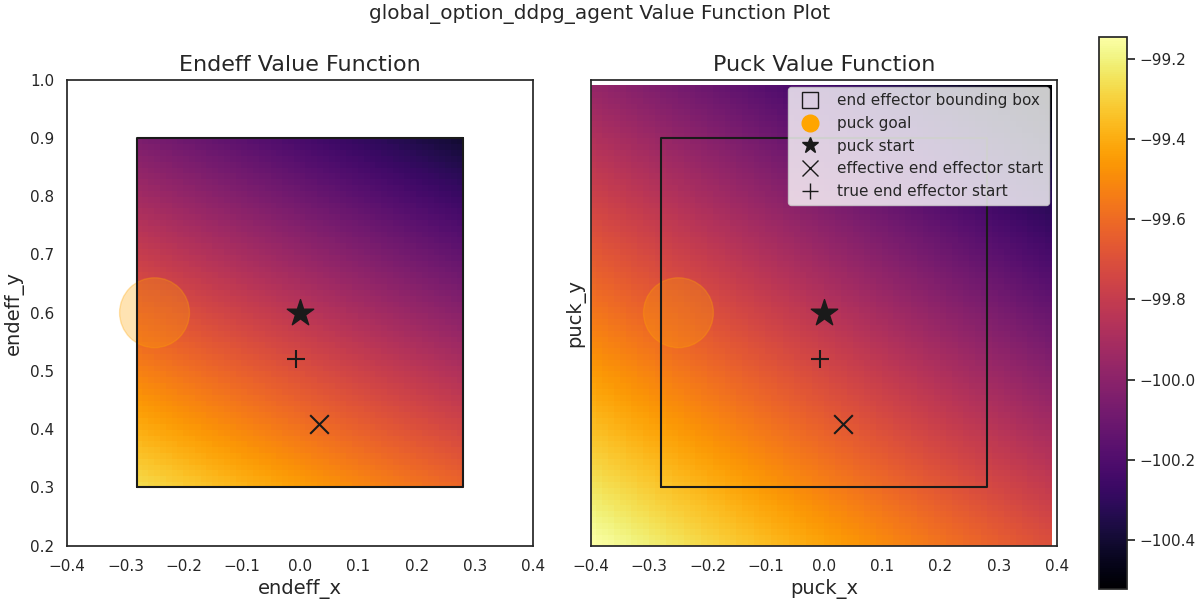 global_option_ddpg_agent Value Function Plot
Endeff Value Function
endeff_y
1.0
0.9
0.8
0.7
0.6
0.5
0.4
0.3
0.2
−0.4 −0.3 −0.2 −0.1 0.0 0.1 0.2 0.3 0.4
endeff_x
Puck Value Function
puck_y
end effector bounding box
puck goal
puck start
effective end effector start
true end effector start
−0.4 −0.3 −0.2 −0.1 0.0 0.1 0.2 0.3 0.4
puck_x
−99.2
−99.4
−99.6
−99.8
−100.0
−100.2
−100.4